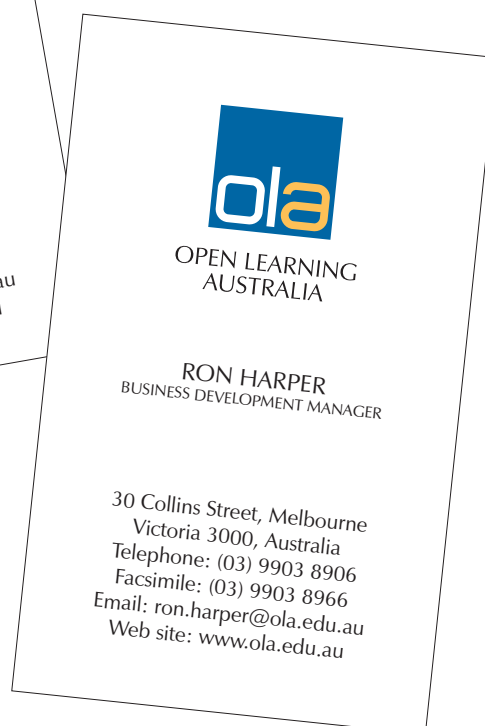 ola
OPEN LEARNING
AUSTRALIA
RON HARPER
BUSINESS DEVELOPMENT MANAGER
30 Collins Street, Melbourne
Victoria 3000, Australia
Telephone: (03) 9903 8906
Facsimile: (03) 9903 8966
Email: ron.harper@ola.edu.au
Web site: www.ola.edu.au
au